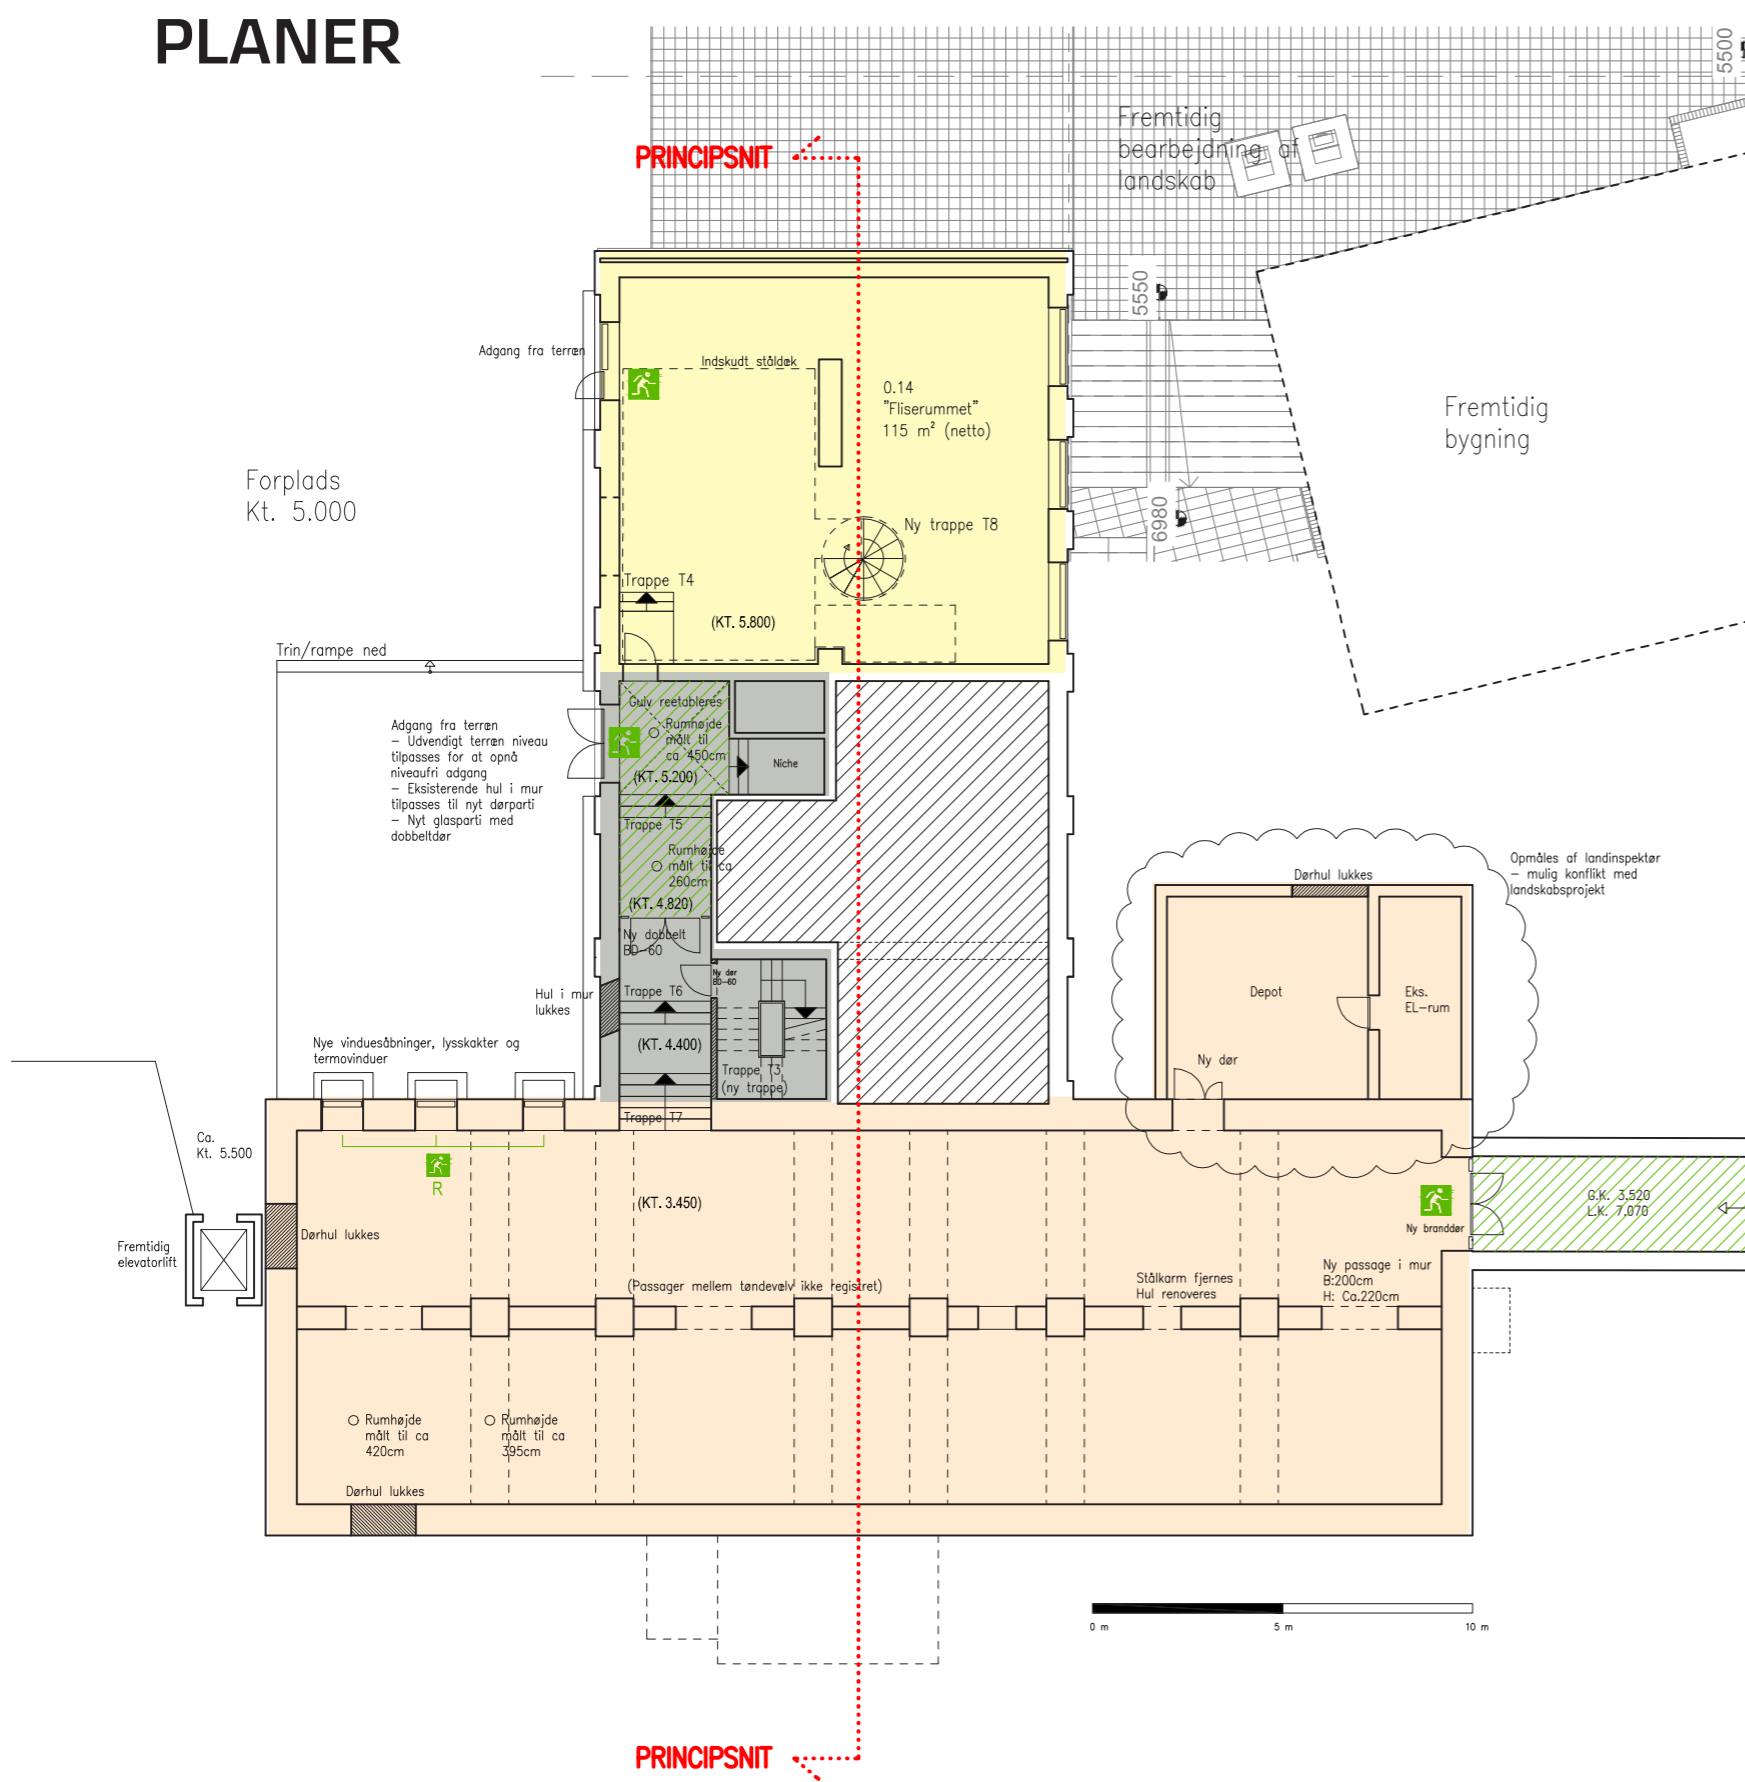 PLANER
5500
Fremtidig
bearbejdning af
landskab
PRINCIPSNIT
5550
Adgang fra terræn
Indskudt ståldæk
0.14
"Fliserummet"
115 m² (netto)
Fremtidig
bygning
Forplads
Kt. 5.000
6980
Ny trappe T8
Trappe T4
(KT. 5.800)
Trin/rampe ned
Gulv reetableres
Rumhøjde
målt til
ca 450cm
(KT. 5.200)
Niche
Adgang fra terræn
– Udvendigt terræn niveau
tilpasses for at opnå
niveaufri adgang
– Eksisterende hul i mur
tilpasses til nyt dørparti
– Nyt glasparti med
dobbeltdør
Trappe T5
Rumhøjde
målt til ca
260cm
(KT. 4.820)
Ny dobbelt
BD-60
Ny dør
BD-60
Opmåles af landinspektør
– mulig konflikt med
landskabsprojekt
Dørhul lukkes
Depot
Eks.
EL-rum
Ny dør
Hul i mur
lukkes
Trappe T6
(KT. 4.400)
Trappe T3
(ny trappe)
Trappe T7
Nye vinduesåbninger, lysskakter og
termovinduer
Ca.
Kt. 5.500
R
(KT. 3.450)
G.K. 3.520
L.K. 7.070
Ny branddør
Dørhul lukkes
Fremtidig
elevatorlift
(Passager mellem tøndevælv ikke registret)
Stålkarm fjernes
Hul renoveres
Ny passage i mur
B:200cm
H: Ca.220cm
Rumhøjde
målt til ca
420cm
Rumhøjde
målt til ca
395cm
Dørhul lukkes
0 m
5 m
10 m
PRINCIPSNIT